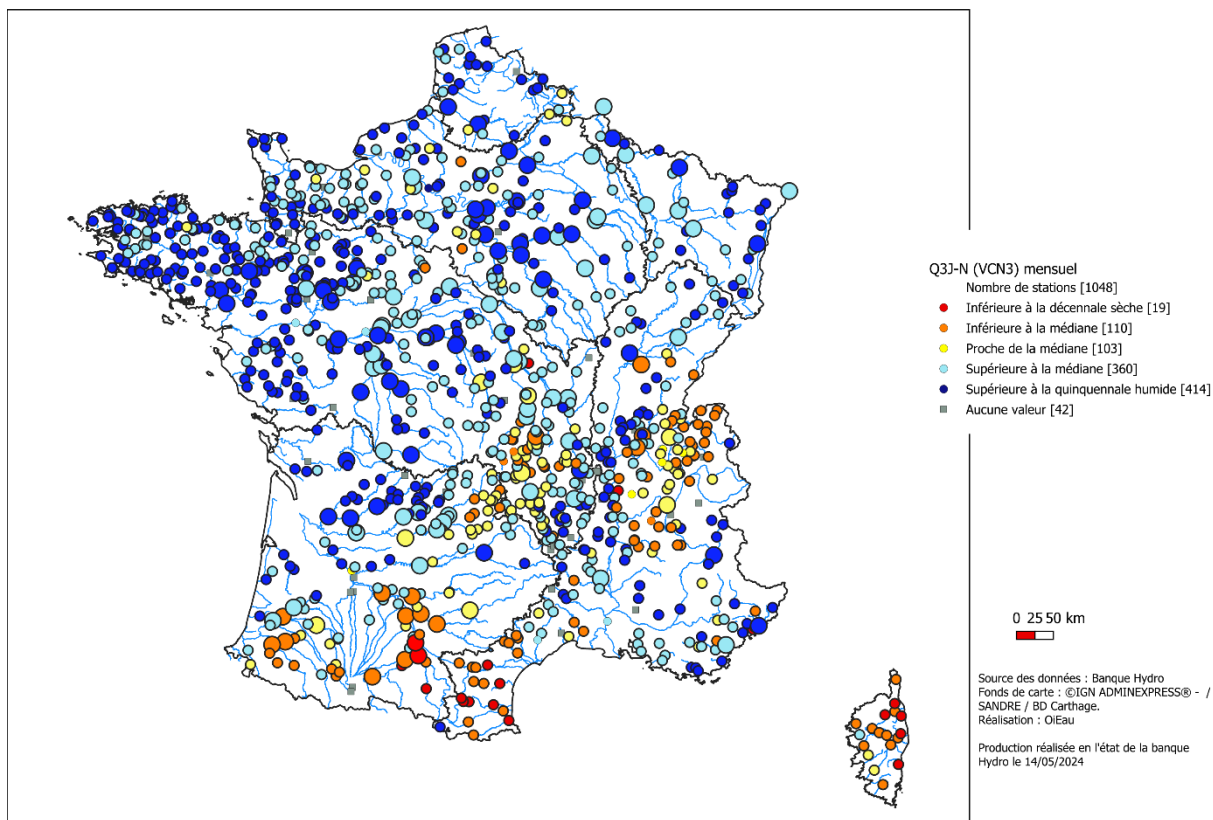 Q3J-N (VCN3) mensuel
Nombre de stations [1048]
Inférieure à la décennale sèche [19]
Inférieure à la médiane [110]
Proche de la médiane [103]
Supérieure à la médiane [360]
Supérieure à la quinquennale humide [414]
Aucune valeur [42]
0 25 50 km
Source des données : Banque Hydro
Fonds de carte : ©IGN ADMINEXPRESS® - /
SANDRE / BD Carthage.
Réalisation : OiEau
Production réalisée en l'état de la banque
Hydro le 14/05/2024